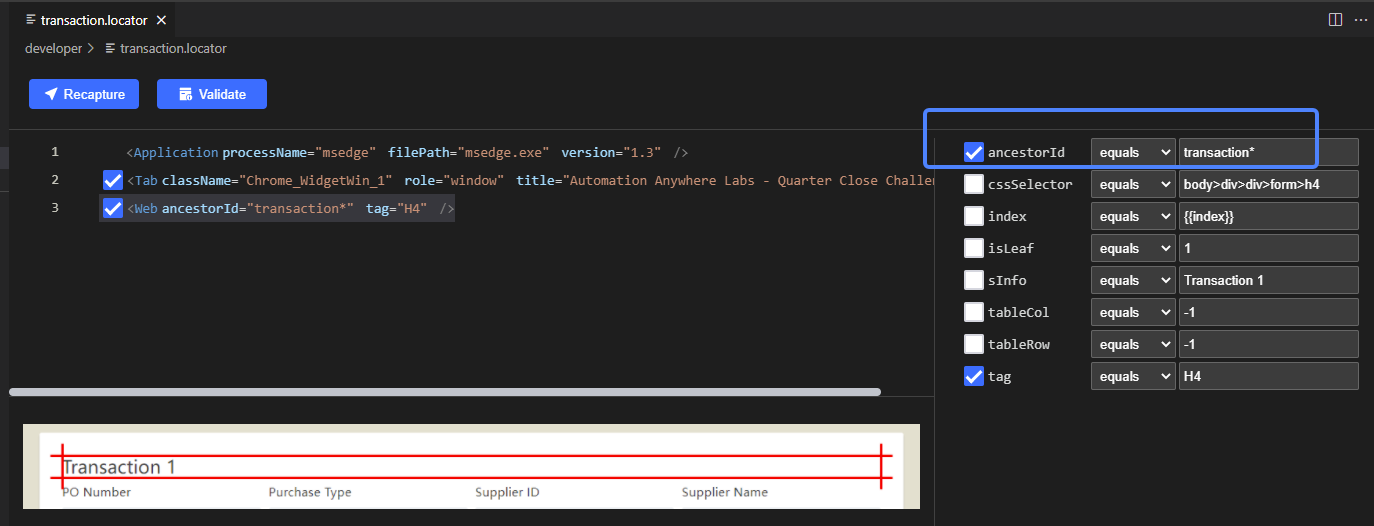 transaction.locator
developer > transaction.locator
Recapture Validate
1 <Application processName="msedge" filePath="msedge.exe" version="1.3" />
2 <Tab className="Chrome_WidgetWin_1" role="window" title="Automation Anywhere Labs - Quarter Close Challen
3 <Web ancestorId="transaction*" tag="H4" />
ancestorId equals transaction*
cssSelector equals body>div>div>form>h4
index equals {{index}}
isLeaf equals 1
sInfo equals Transaction 1
tableCol equals -1
tableRow equals -1
tag equals H4
Transaction 1
PO Number Purchase Type Supplier ID Supplier Name